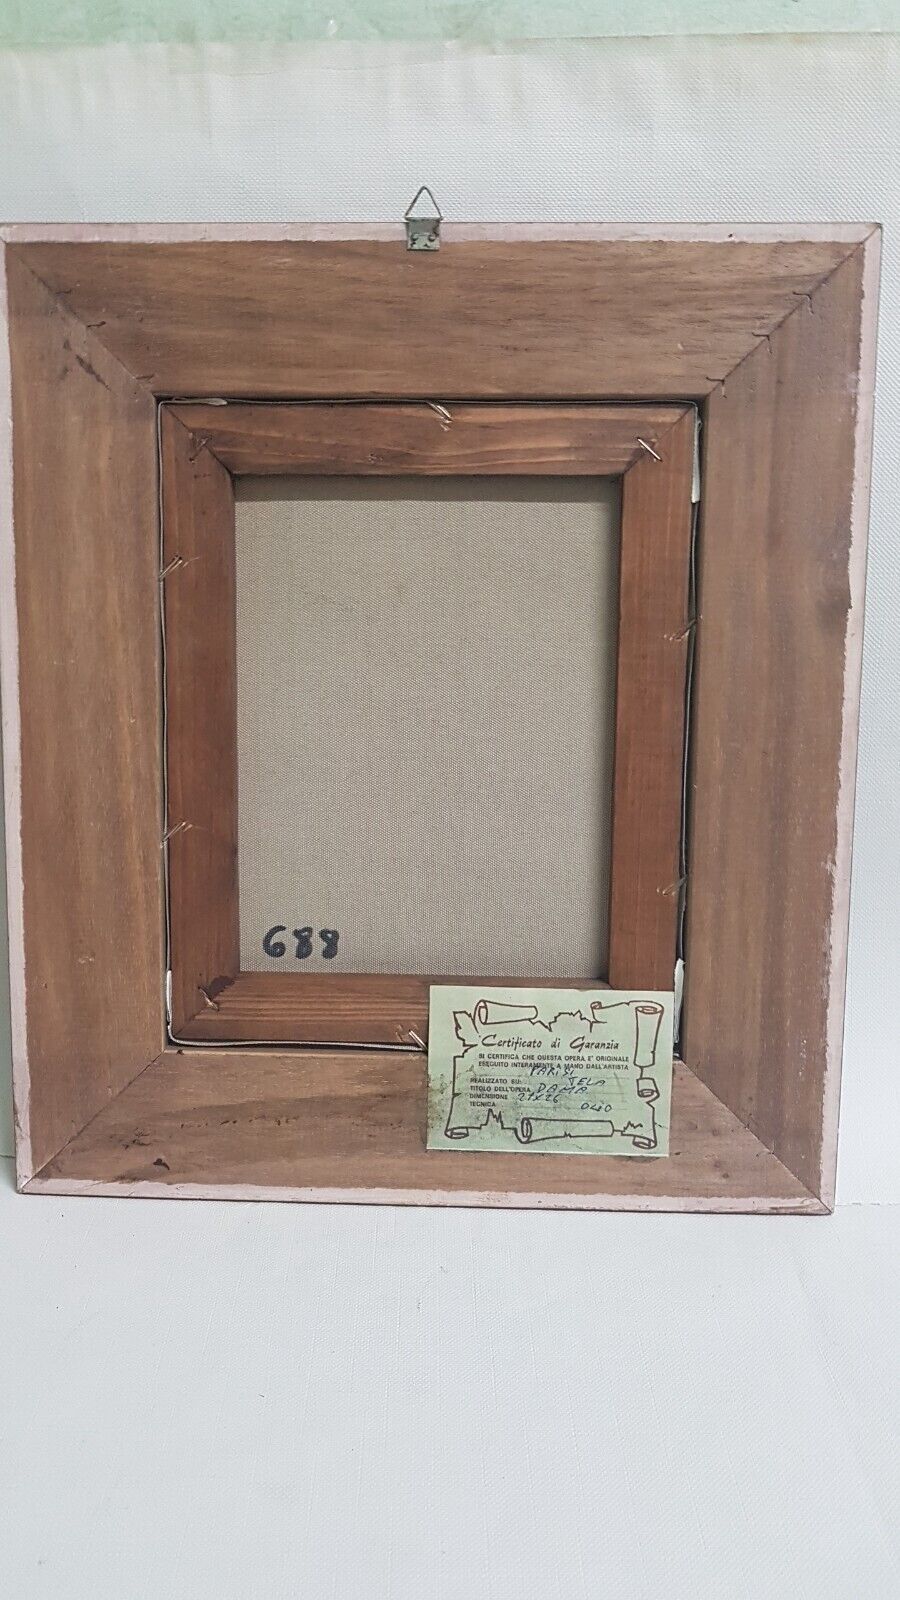 688
Certificato di Garanzia
SI CERTIFICA CHE QUESTA OPERA E' ORIGINALE
ESEGUITO INTERAMENTE A MANO DALL'ARTISTA
PARISI
REALIZZATO SU: TELA
TITOLO DELL'OPERA DAMA
DIMENSIONE 21X26
TECNICA OLIO